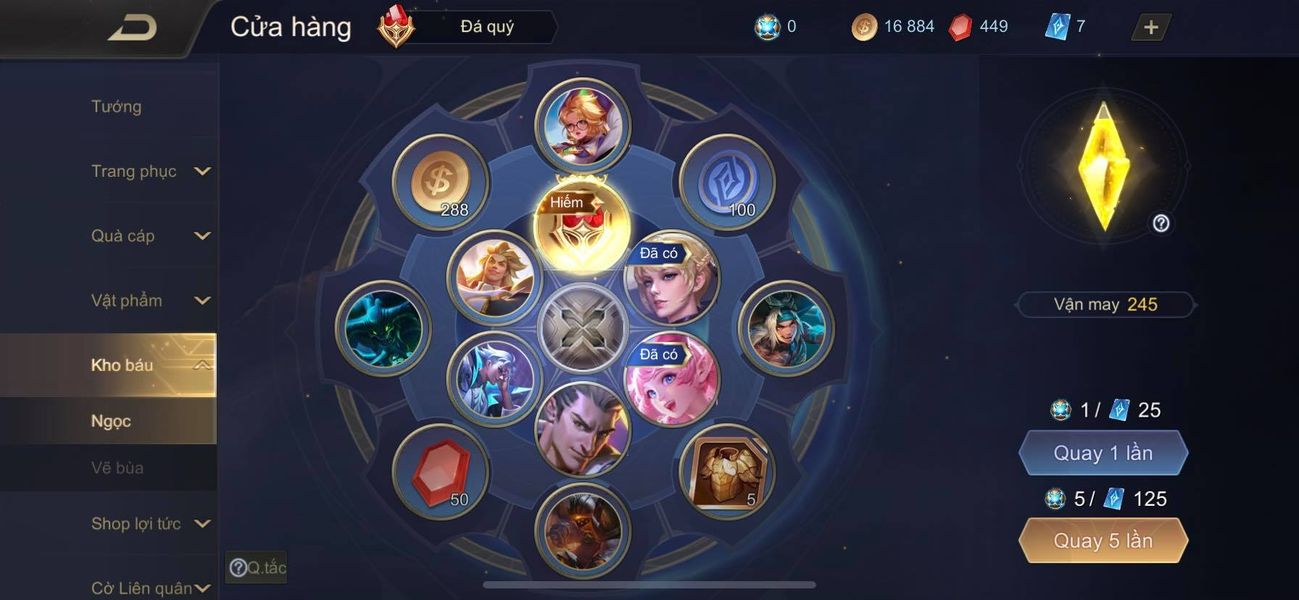 Cửa hàng
Đá quý
0
16 884
449
7
Tướng
Trang phục
Quà cáp
Vật phẩm
Kho báu
Ngọc
Vẽ bùa
Shop lợi tức
Cờ Liên quân
288
100
Hiếm
Đã có
Đã có
50
5
Q.tắc
Vận may 245
1 / 25
Quay 1 lần
5 / 125
Quay 5 lần